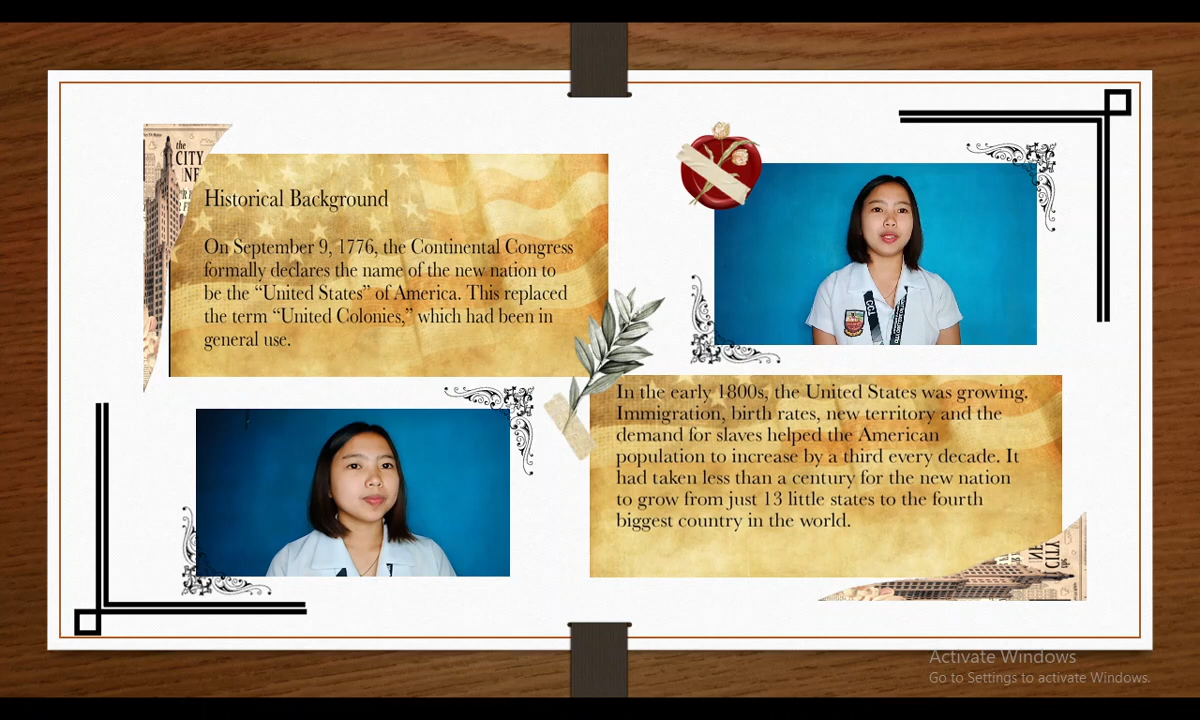 the
CITY
Historical Background
On September 9, 1776, the Continental Congress
formally declares the name of the new nation to
be the “United States” of America. This replaced
the term “United Colonies,” which had been in
general use.
CCT
In the early 1800s, the United States was growing.
Immigration, birth rates, new territory and the
demand for slaves helped the American
population to increase by a third every decade. It
had taken less than a century for the new nation
to grow from just 13 little states to the fourth
biggest country in the world.
the
CITY
Activate Windows
Go to Settings to activate Windows.